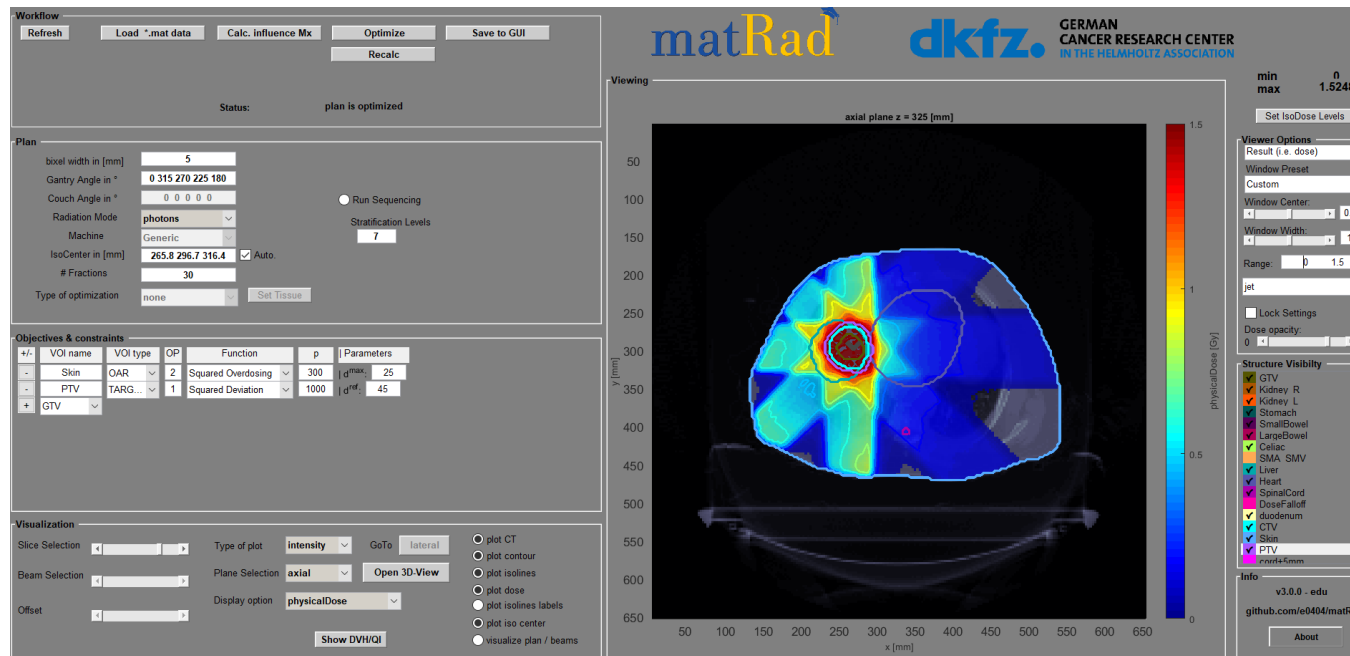 Workflow
Refresh Load *.mat data Calc. influence Mx Optimize Save to GUI
Recalc
Status: plan is optimized
Plan
bixel width in [mm] 5
Gantry Angle in ° 0 315 270 225 180
Couch Angle in ° 0 0 0 0 0
Radiation Mode photons
Machine Generic
IsoCenter in [mm] 265.8 296.7 316.4 Auto.
# Fractions 30
Type of optimization none Set Tissue
Run Sequencing
Stratification Levels
7
Objectives & constraints
+/- VOI name VOI type OP Function p | Parameters
- Skin OAR 2 Squared Overdosing 300 | dmax: 25
- PTV TARG... 1 Squared Deviation 1000 | dref: 45
+ GTV
Visualization
Slice Selection
Beam Selection
Offset
Type of plot intensity GoTo lateral
Plane Selection axial Open 3D-View
Display option physicalDose
Show DVH/QI
plot CT
plot contour
plot isolines
plot dose
plot isolines labels
plot iso center
visualize plan / beams
matRad
dkfz.
GERMAN
CANCER RESEARCH CENTER
IN THE HELMHOLTZ ASSOCIATION
Viewing
axial plane z = 325 [mm]
50
100
150
200
250
300
350
400
450
500
550
600
650
y [mm]
50 100 150 200 250 300 350 400 450 500 550 600 650
x [mm]
1.5
1
0.5
0
physicalDose [Gy]
min 0
max 1.5248
Set IsoDose Levels
Viewer Options
Result (i.e. dose)
Window Preset
Custom
Window Center:
0.
Window Width:
1
Range: 0 1.5
jet
Lock Settings
Dose opacity:
0
Structure Visibilty
GTV
Kidney R
Kidney L
Stomach
SmallBowel
LargeBowel
Celiac
SMA SMV
Liver
Heart
SpinalCord
DoseFalloff
duodenum
CTV
Skin
PTV
cord+5mm
Info
v3.0.0 - edu
github.com/e0404/matR
About